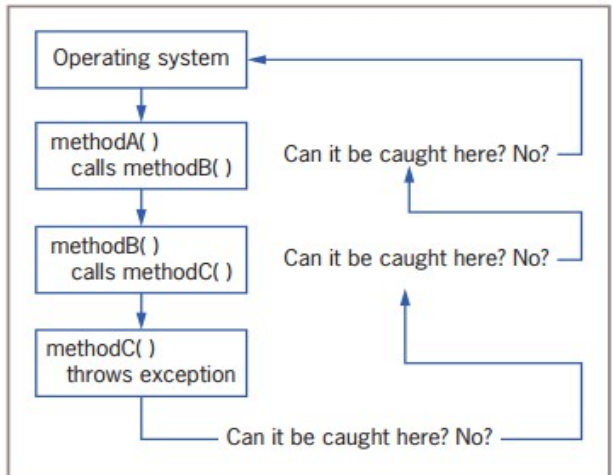 Operating system
methodA( )
calls methodB( )
Can it be caught here? No?
methodB( )
calls methodC( )
Can it be caught here? No?
methodC( )
throws exception
Can it be caught here? No?